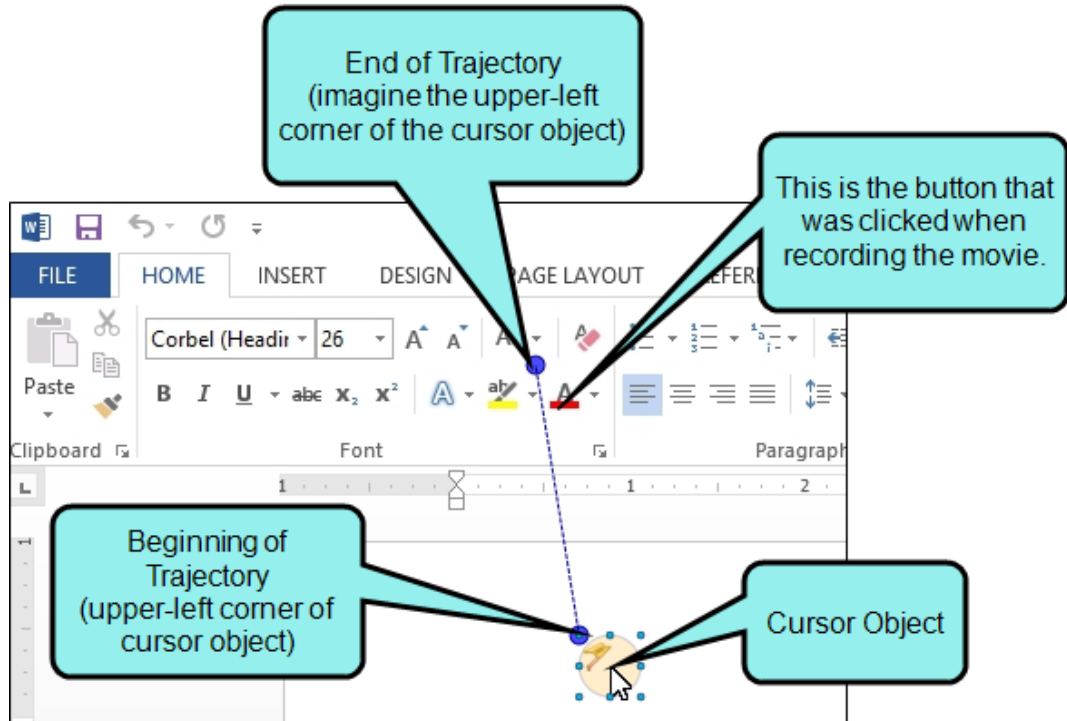 End of Trajectory
(imagine the upper-left
corner of the cursor object)
This is the button that
was clicked when
recording the movie.
FILE HOME INSERT DESIGN PAGE LAYOUT
Corbel (Headir 26
Paste
B I U abc x₂ x² A ab A
Clipboard Font Paragraph
1 1 2
Beginning of
Trajectory
(upper-left corner of
cursor object)
Cursor Object